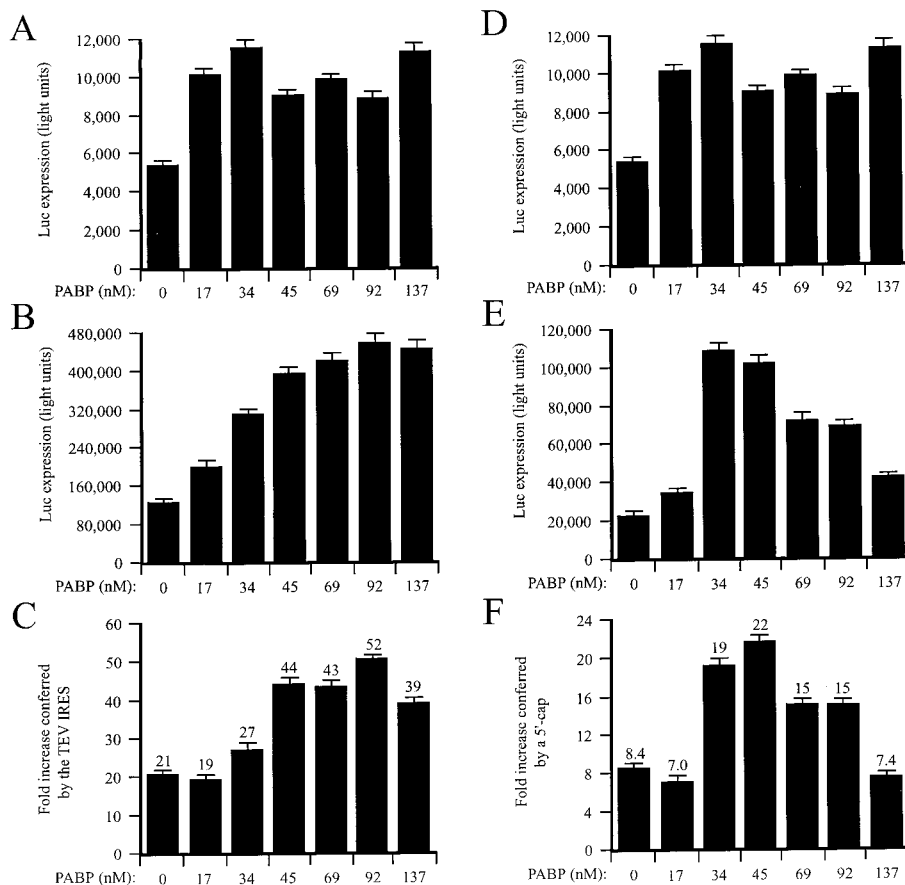 A
Luc expression (light units)
12,000
10,000
8,000
6,000
4,000
2,000
0
PABP (nM): 0 17 34 45 69 92 137
B
Luc expression (light units)
480,000
400,000
320,000
240,000
160,000
80,000
0
PABP (nM): 0 17 34 45 69 92 137
C
Fold increase conferred
by the TEV IRES
60
50
40
30
20
10
0
21 19 27 44 43 52 39
PABP (nM): 0 17 34 45 69 92 137
D
Luc expression (light units)
12,000
10,000
8,000
6,000
4,000
2,000
0
PABP (nM): 0 17 34 45 69 92 137
E
Luc expression (light units)
120,000
100,000
80,000
60,000
40,000
20,000
0
PABP (nM): 0 17 34 45 69 92 137
F
Fold increase conferred
by a 5'-cap
24
20
16
12
8
4
0
8.4 7.0 19 22 15 15 7.4
PABP (nM): 0 17 34 45 69 92 137